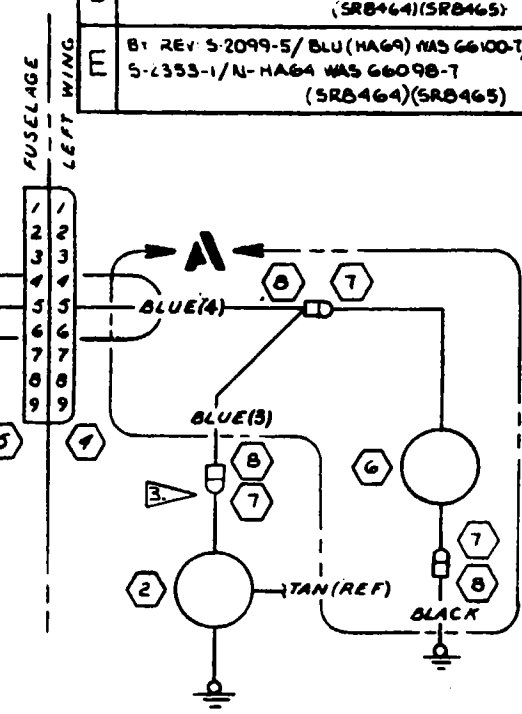 (SRB464)(SRB465)
E
BY REV: S-2099-5/BLU(HA69) WAS 66100-7
S-2353-1/N-HA64 WAS 66098-7
(SRB464)(SRB465)
FUSELAGE
LEFT WING
1 1
2 2
3 3
4 4
5 5
6 6
7 7
8 8
9 9
A
8 7
BLUE(4)
BLUE(3)
5 4
8
6
3.
7
7
2
TAN(REF)
8
BLACK